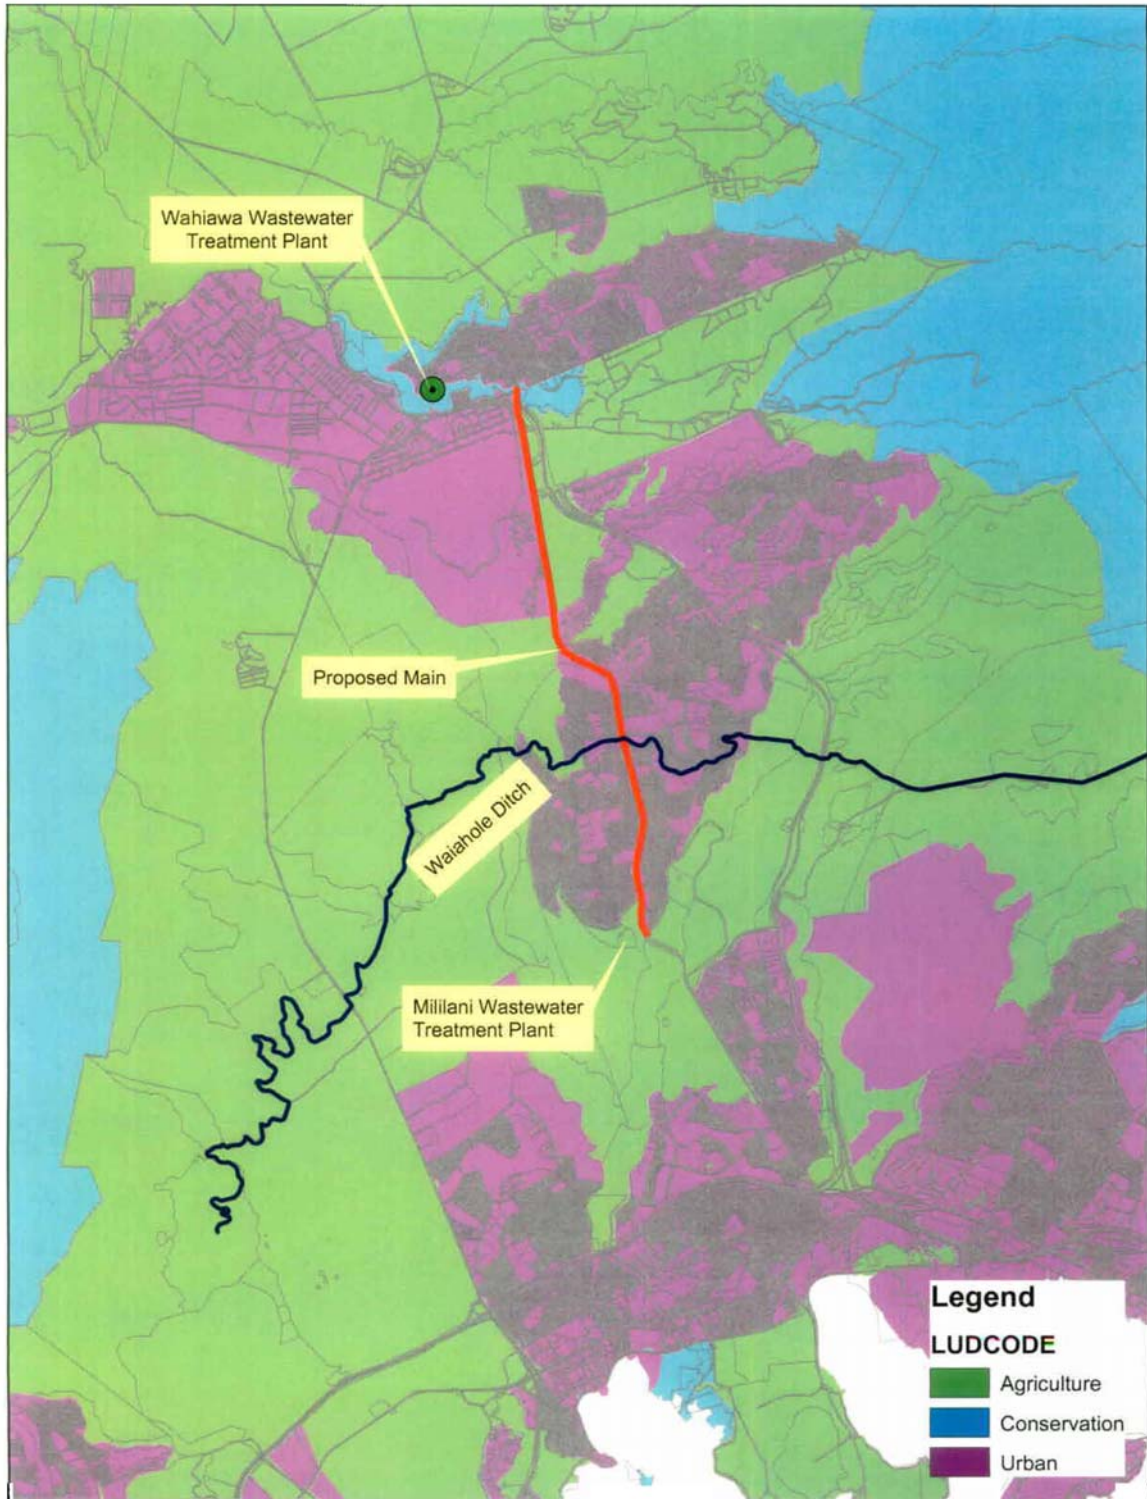 Wahiawa Wastewater
Treatment Plant
Proposed Main
Waiahole Ditch
Mililani Wastewater
Treatment Plant
Legend
LUDCODE
Agriculture
Conservation
Urban